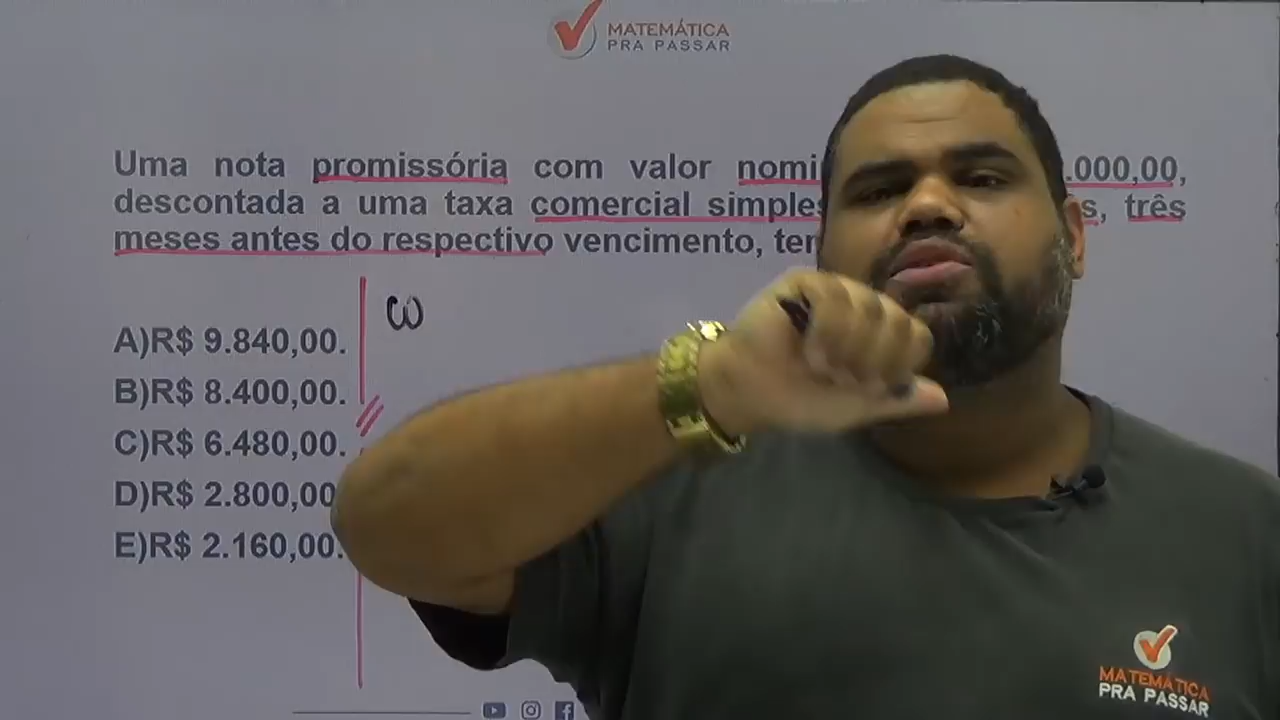 MATEMÁTICA
PRA PASSAR
Uma nota promissória com valor .000,00,
descontada a uma taxa comercial simples três
meses antes do respectivo vencimento,
A)R$ 9.840,00.
B)R$ 8.400,00.
C)R$ 6.480,00.
D)R$ 2.800,00
E)R$ 2.160,00.
MATEMÁTICA
PRA PASSAR